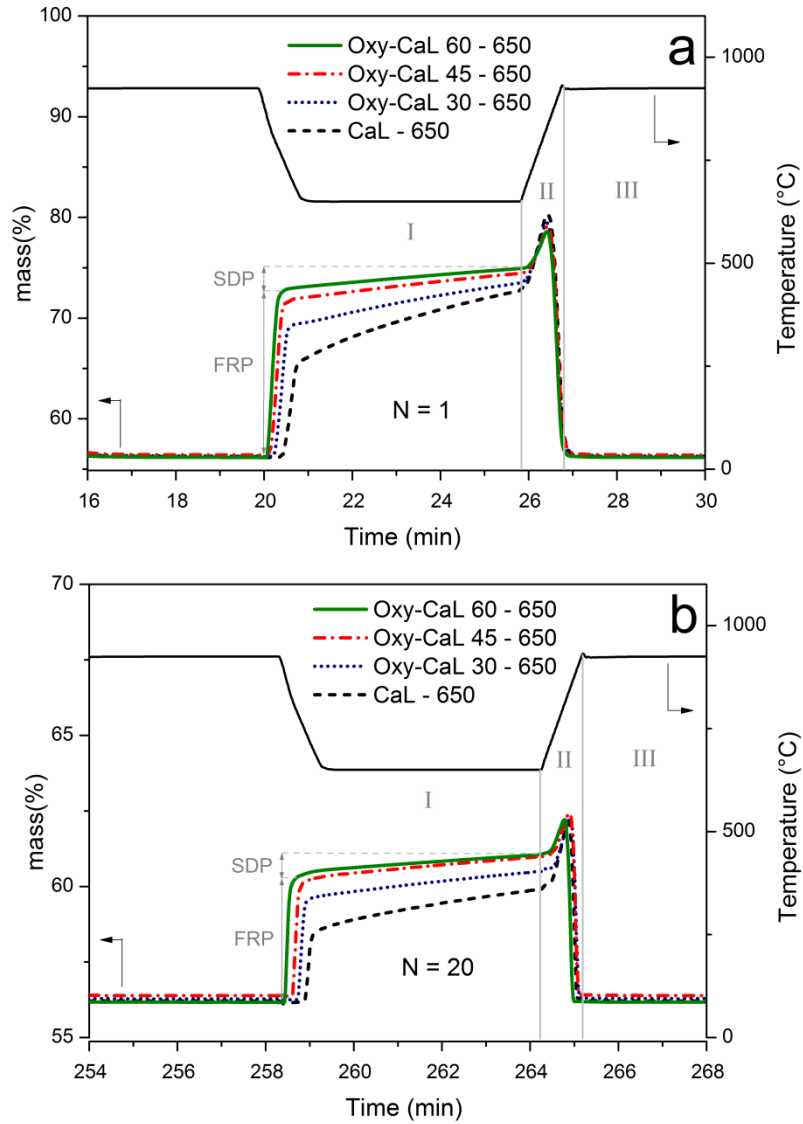 a
Oxy-CaL 60 - 650
Oxy-CaL 45 - 650
Oxy-CaL 30 - 650
CaL - 650
100
90
80
70
60
mass(%)
1000
500
0
Temperature (°C)
I
II
III
SDP
FRP
N = 1
16 18 20 22 24 26 28 30
Time (min)
b
Oxy-CaL 60 - 650
Oxy-CaL 45 - 650
Oxy-CaL 30 - 650
CaL - 650
70
65
60
55
mass(%)
1000
500
0
Temperature (°C)
I
II
III
SDP
FRP
N = 20
254 256 258 260 262 264 266 268
Time (min)